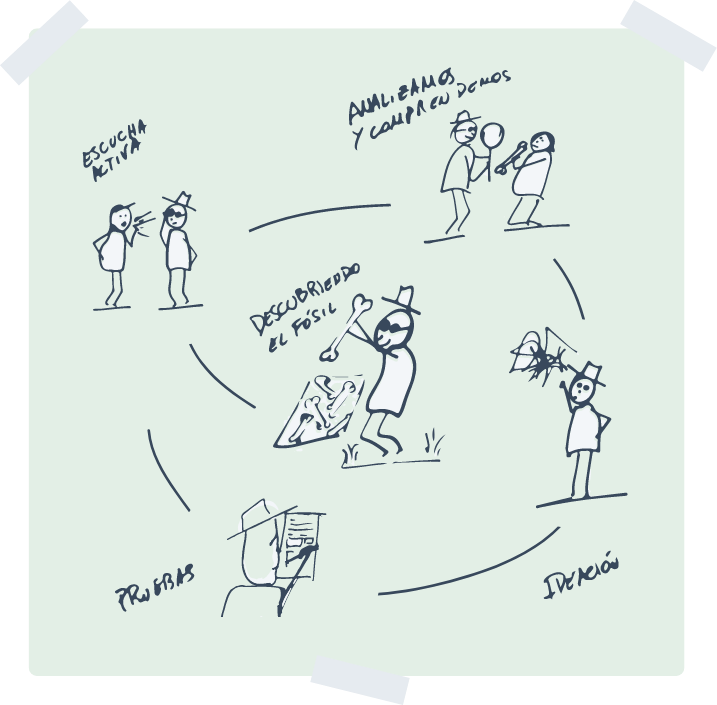 ESCUCHA
ACTIVA
ANALIZAMOS
Y COMPRENDEMOS
DESCUBRIENDO
EL FÓSIL
IDEACIÓN
PRUEBAS